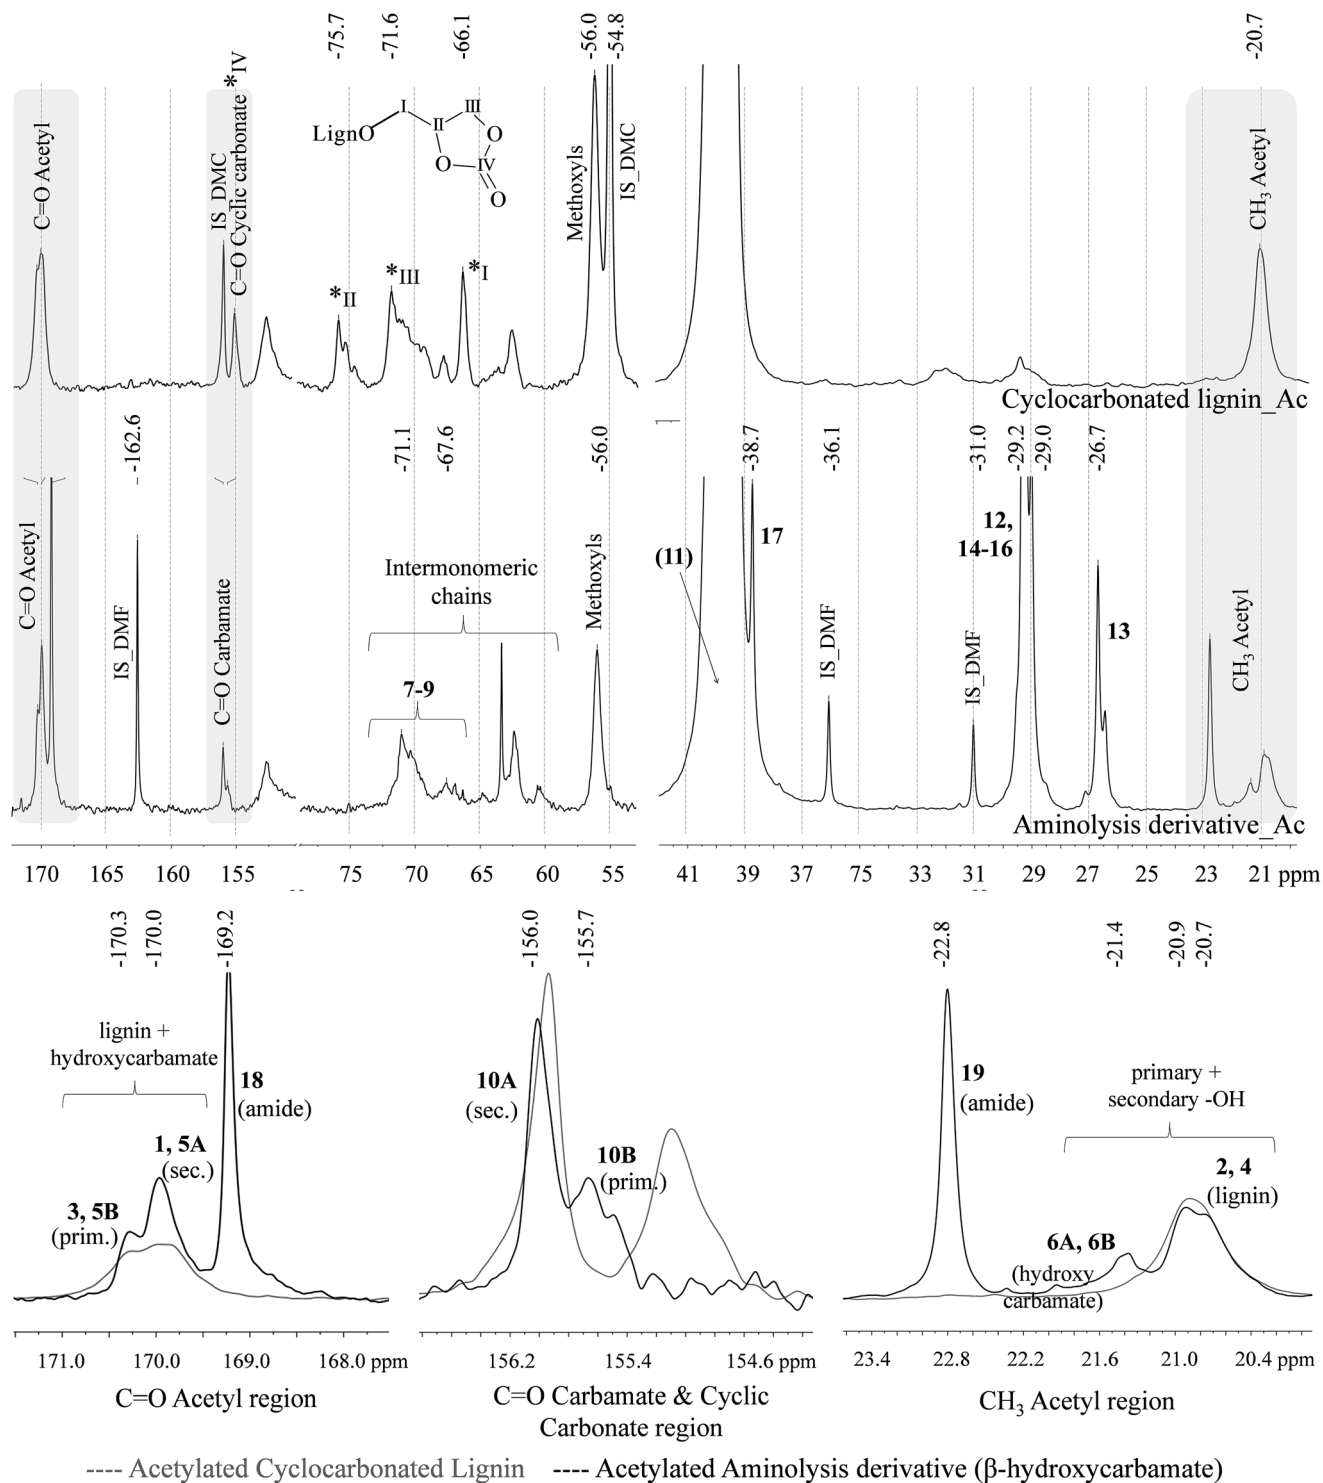 -75.7
-71.6
-66.1
-56.0
-54.8
-20.7
C=O Acetyl
IS_DMC
C=O Cyclic carbonate *IV
LignO
I
II
III
O
O
IV
O
*II
*III
*I
Methoxyls
IS_DMC
CH3 Acetyl
Cyclocarbonated lignin_Ac
-162.6
-71.1
-67.6
-56.0
-38.7
-36.1
-31.0
-29.2
-29.0
-26.7
C=O Acetyl
IS_DMF
C=O Carbamate
Intermonomeric
chains
7-9
Methoxyls
(11)
17
IS_DMF
IS_DMF
12,
14-16
13
CH3 Acetyl
Aminolysis derivative_Ac
170 165 160 155 75 70 65 60 55 41 39 37 75 33 31 29 27 25 23 21 ppm
-170.3
-170.0
-169.2
lignin +
hydroxycarbamate
18
(amide)
1, 5A
(sec.)
3, 5B
(prim.)
171.0 170.0 169.0 168.0 ppm
C=O Acetyl region
-156.0
-155.7
10A
(sec.)
10B
(prim.)
156.2 155.4 154.6 ppm
C=O Carbamate & Cyclic
Carbonate region
-22.8
-21.4
-20.9
-20.7
19
(amide)
primary +
secondary -OH
2, 4
(lignin)
6A, 6B
(hydroxy
carbamate)
23.4 22.8 22.2 21.6 21.0 20.4 ppm
CH3 Acetyl region
---- Acetylated Cyclocarbonated Lignin ---- Acetylated Aminolysis derivative (β-hydroxycarbamate)